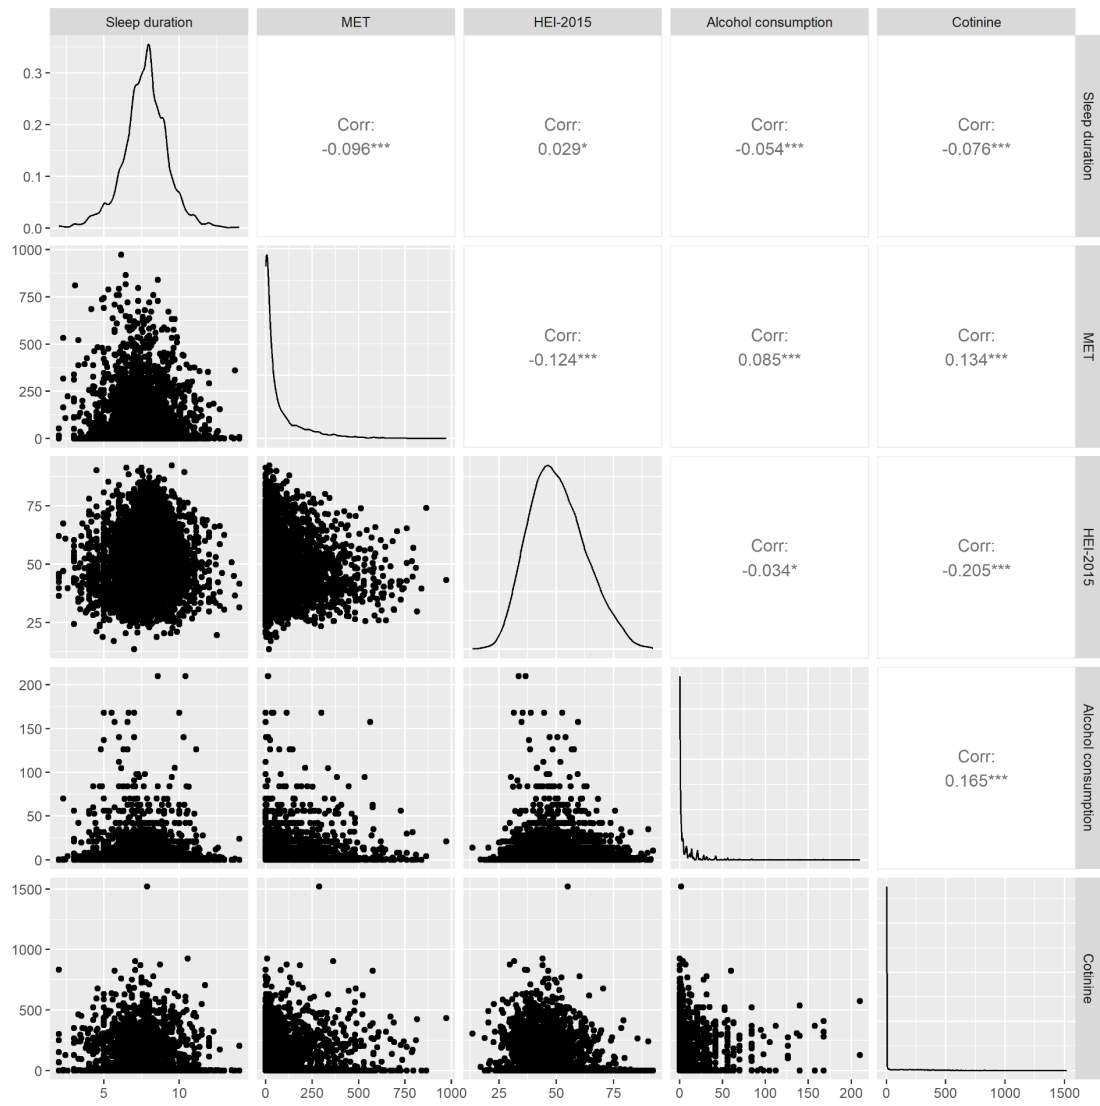 Sleep duration
MET
HEI-2015
Alcohol consumption
Cotinine
0.3
0.2
0.1
0.0
Corr:
-0.096***
Corr:
0.029*
Corr:
-0.054***
Corr:
-0.076***
Sleep duration
1000
750
500
250
0
Corr:
-0.124***
Corr:
0.085***
Corr:
0.134***
MET
75
50
25
Corr:
-0.034*
Corr:
-0.205***
HEI-2015
200
150
100
50
0
Corr:
0.165***
Alcohol consumption
1500
1000
500
0
Cotinine
5 10
0 250 500 750 1000
25 50 75
0 50 100 150 200
0 500 1000 1500